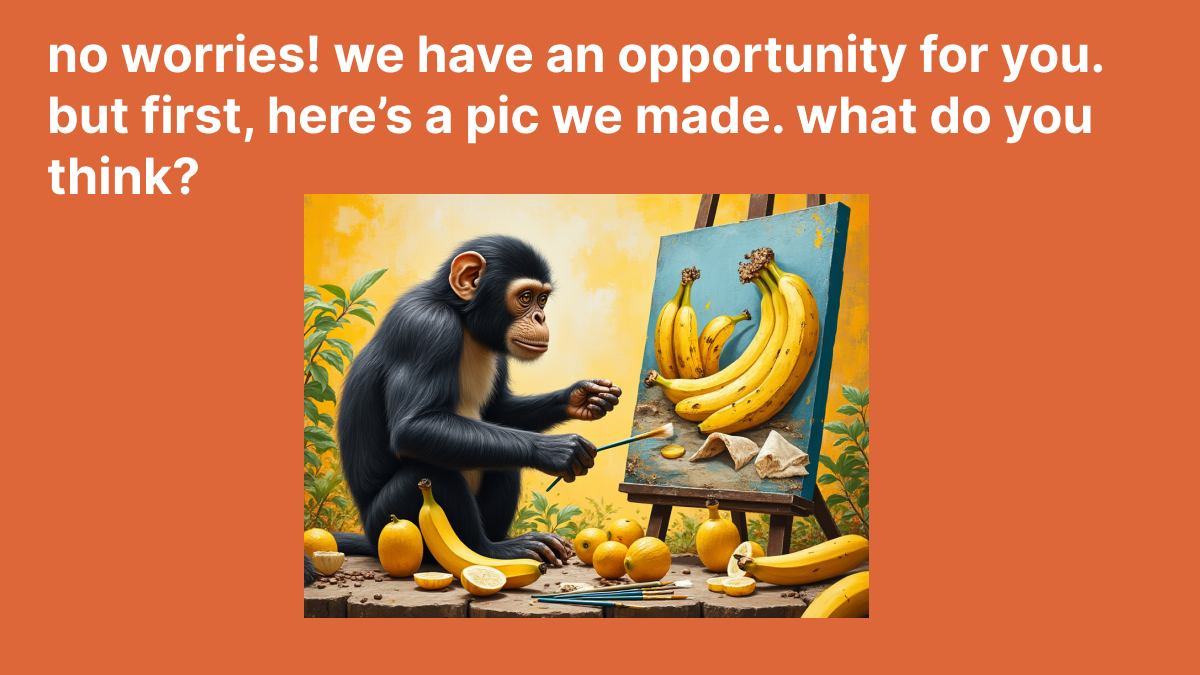 no worries! we have an opportunity for you.
but first, here’s a pic we made. what do you
think?